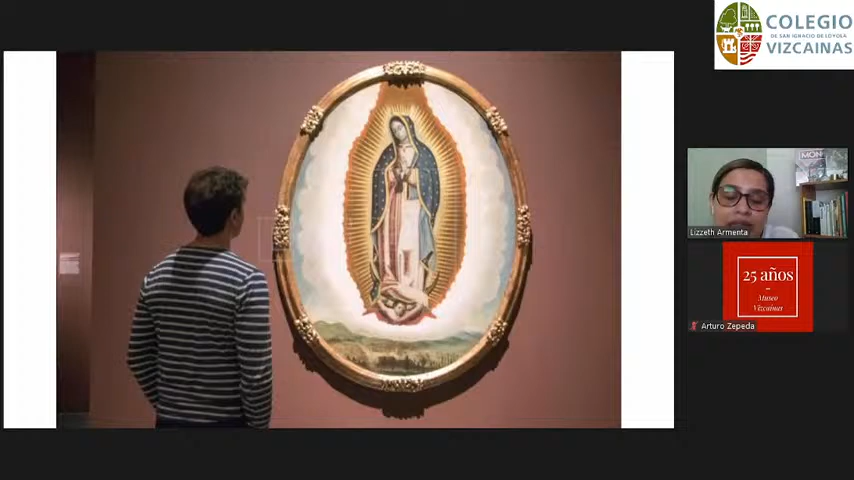 COLEGIO
DE SAN IGNACIO DE LOYOLA
VIZCAINAS
MON
Lizzeth Armenta
25 años
Museo
Vizcaínas
Arturo Zepeda